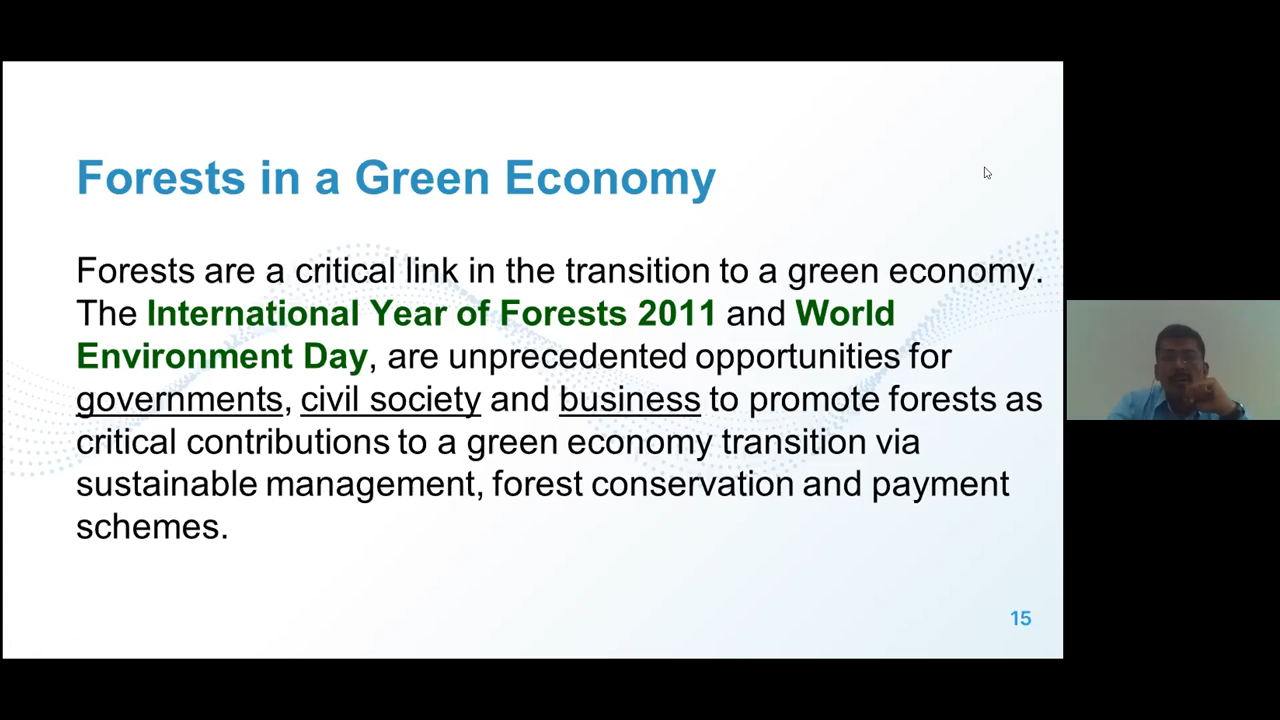 Forests in a Green Economy
Forests are a critical link in the transition to a green economy.
The International Year of Forests 2011 and World
Environment Day, are unprecedented opportunities for
governments, civil society and business to promote forests as
critical contributions to a green economy transition via
sustainable management, forest conservation and payment
schemes.
15